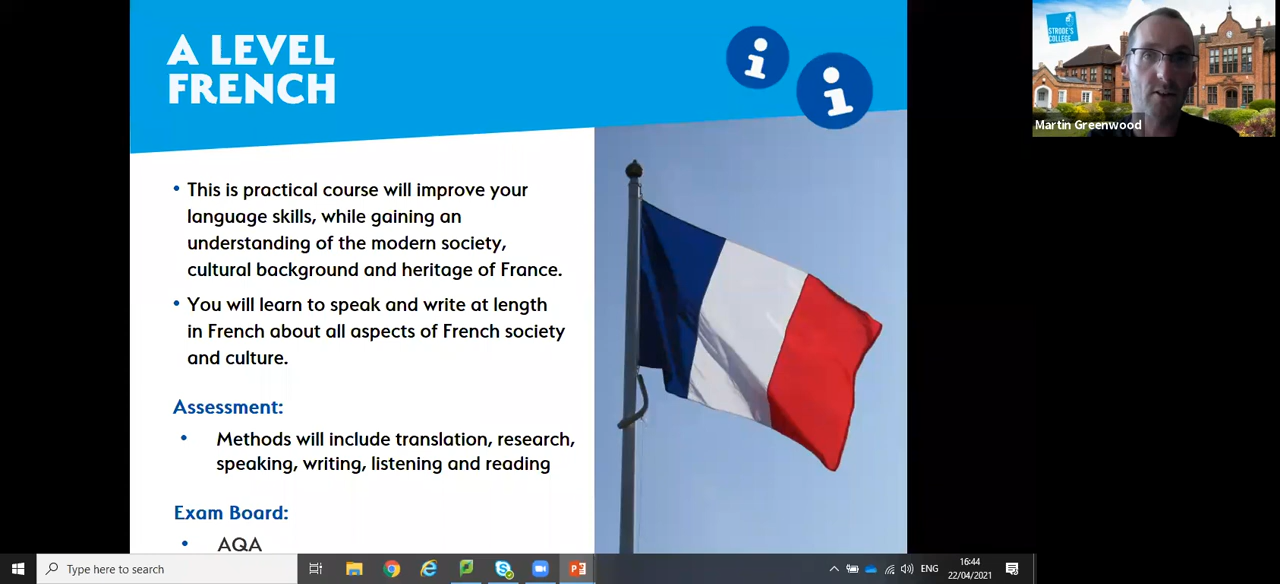 A LEVEL
FRENCH
• This is practical course will improve your
language skills, while gaining an
understanding of the modern society,
cultural background and heritage of France.
• You will learn to speak and write at length
in French about all aspects of French society
and culture.
Assessment:
• Methods will include translation, research,
speaking, writing, listening and reading
Exam Board:
• AQA
i
i
STRODE'S
COLLEGE
Martin Greenwood
Type here to search
ENG
16:44
22/04/2021